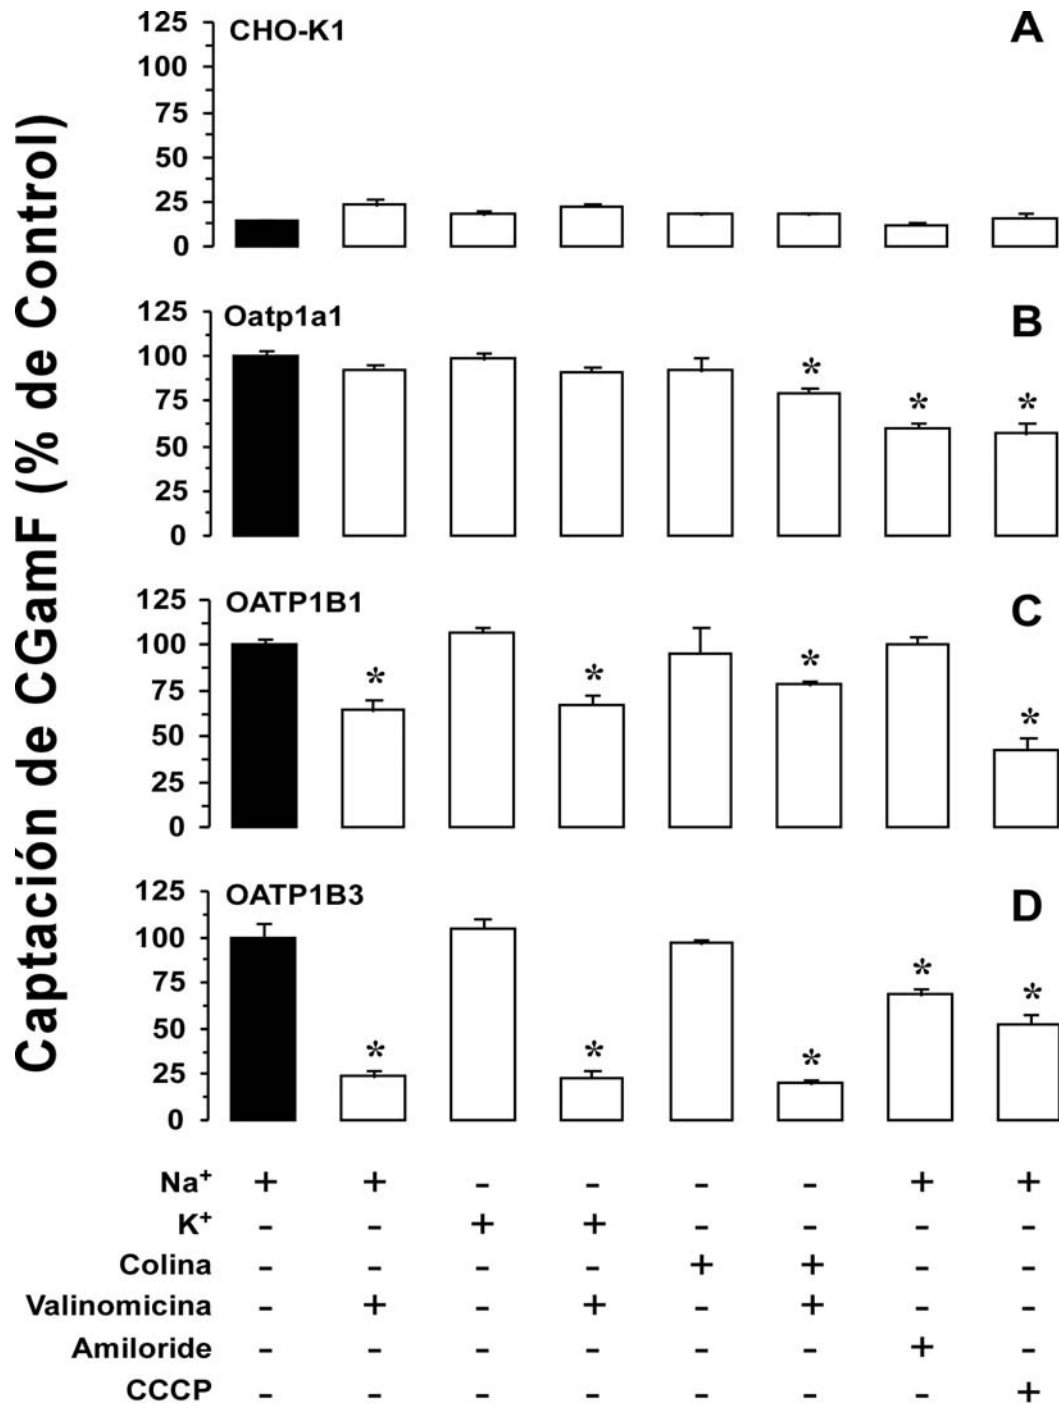 Captación de CGamF (% de Control)
CHO-K1 A
125
100
75
50
25
0
Oatp1a1 B
125
100
75
50
25
0
* * *
OATP1B1 C
125
100
75
50
25
0
* * * *
OATP1B3 D
125
100
75
50
25
0
* * * * *
Na⁺ + + - - - - + +
K⁺ - - + + - - - -
Colina - - - - + + - -
Valinomicina - + - + - + - -
Amiloride - - - - - - + -
CCCP - - - - - - - +